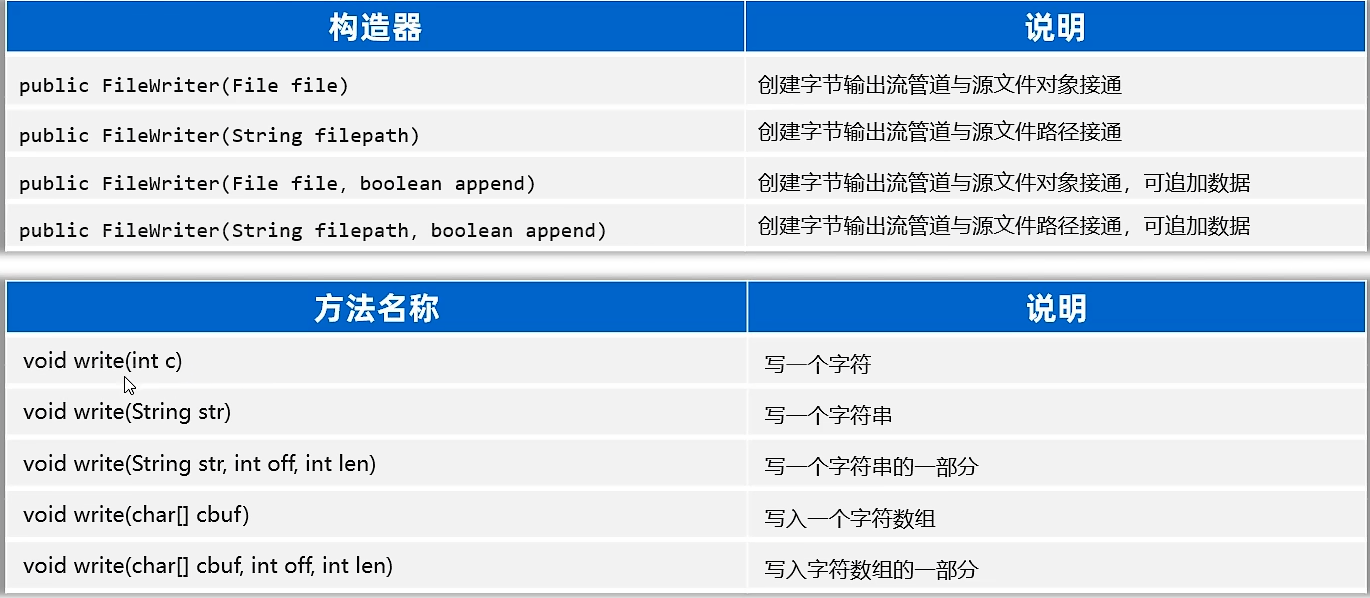 构造器 说明
public FileWriter(File file) 创建字节输出流管道与源文件对象接通
public FileWriter(String filepath) 创建字节输出流管道与源文件路径接通
public FileWriter(File file, boolean append) 创建字节输出流管道与源文件对象接通，可追加数据
public FileWriter(String filepath, boolean append) 创建字节输出流管道与源文件路径接通，可追加数据
方法名称 说明
void write(int c) 写一个字符
void write(String str) 写一个字符串
void write(String str, int off, int len) 写一个字符串的一部分
void write(char[] cbuf) 写入一个字符数组
void write(char[] cbuf, int off, int len) 写入字符数组的一部分